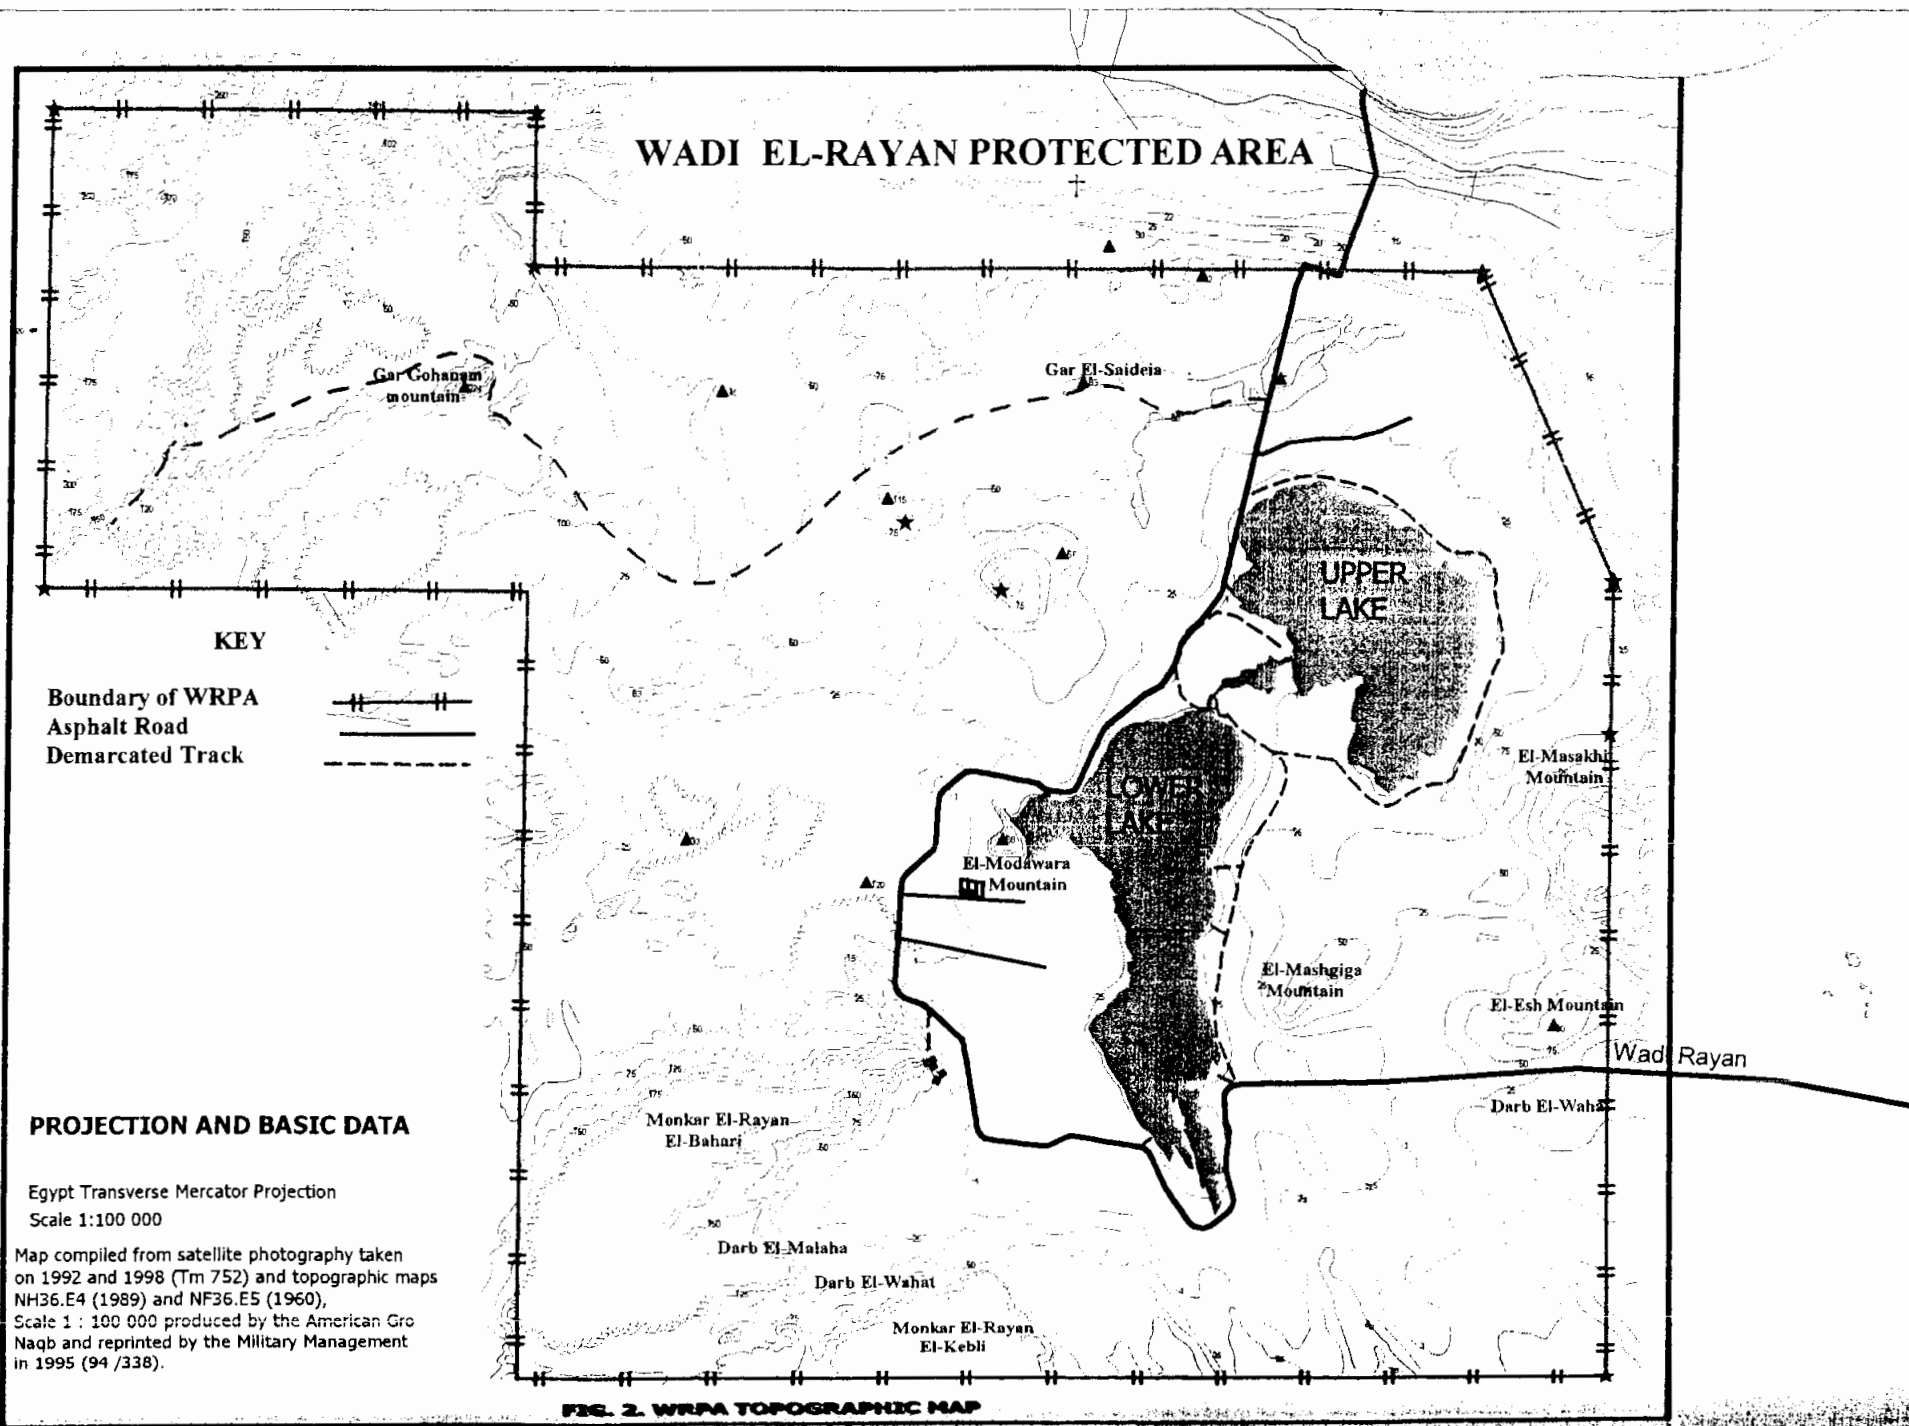 WADI EL-RAYAN PROTECTED AREA
Gar Gohanam
mountain
Gar El-Saideia
UPPER
LAKE
KEY
Boundary of WRPA
Asphalt Road
Demarcated Track
LOWER
LAKE
El-Masakhi
Mountain
El-Modawara
Mountain
El-Mashgiga
Mountain
El-Esh Mountain
Wadi Rayan
Darb El-Wahat
Monkar El-Rayan
El-Bahari
PROJECTION AND BASIC DATA
Egypt Transverse Mercator Projection
Scale 1:100 000
Map compiled from satellite photography taken
on 1992 and 1998 (Tm 752) and topographic maps
NH36.E4 (1989) and NF36.E5 (1960),
Scale 1 : 100 000 produced by the American Gro
Naqb and reprinted by the Military Management
in 1995 (94 /338).
Darb El-Malaha
Darb El-Wahat
Monkar El-Rayan
El-Kebli
FIG. 2. WRPA TOPOGRAPHIC MAP